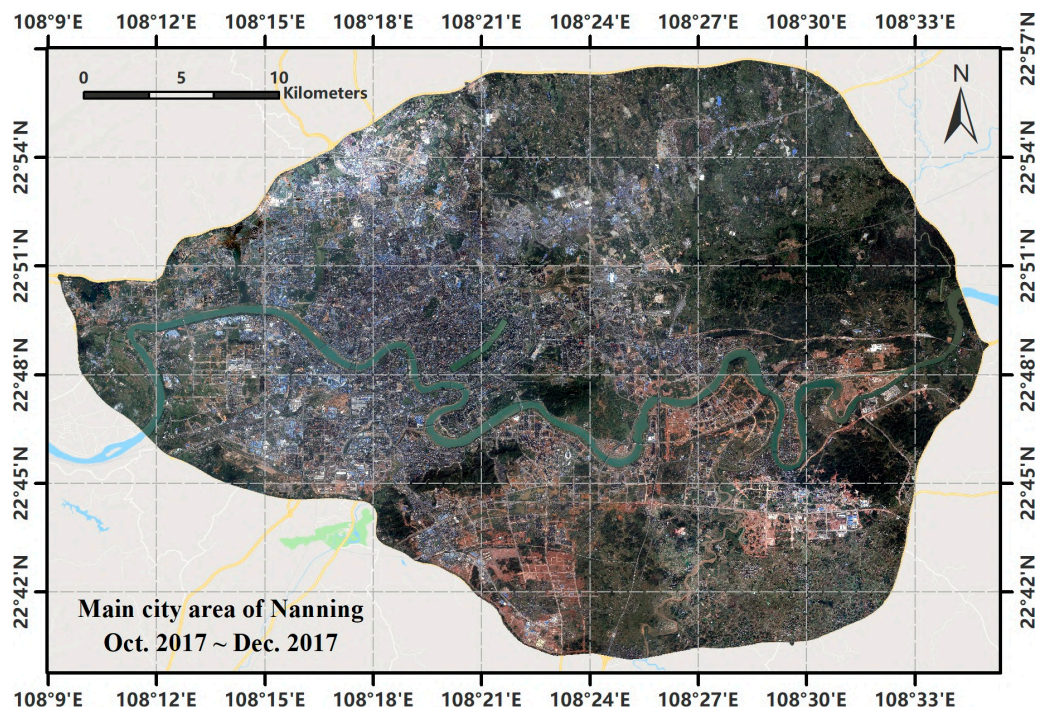 108°9'E 108°12'E 108°15'E 108°18'E 108°21'E 108°24'E 108°27'E 108°30'E 108°33'E
0 5 10
Kilometers
N
22°57'N
22°54'N 22°54'N
22°51'N 22°51'N
22°48'N 22°48'N
22°45'N 22°45'N
22°42'N 22°42'N
Main city area of Nanning
Oct. 2017 ~ Dec. 2017
108°9'E 108°12'E 108°15'E 108°18'E 108°21'E 108°24'E 108°27'E 108°30'E 108°33'E